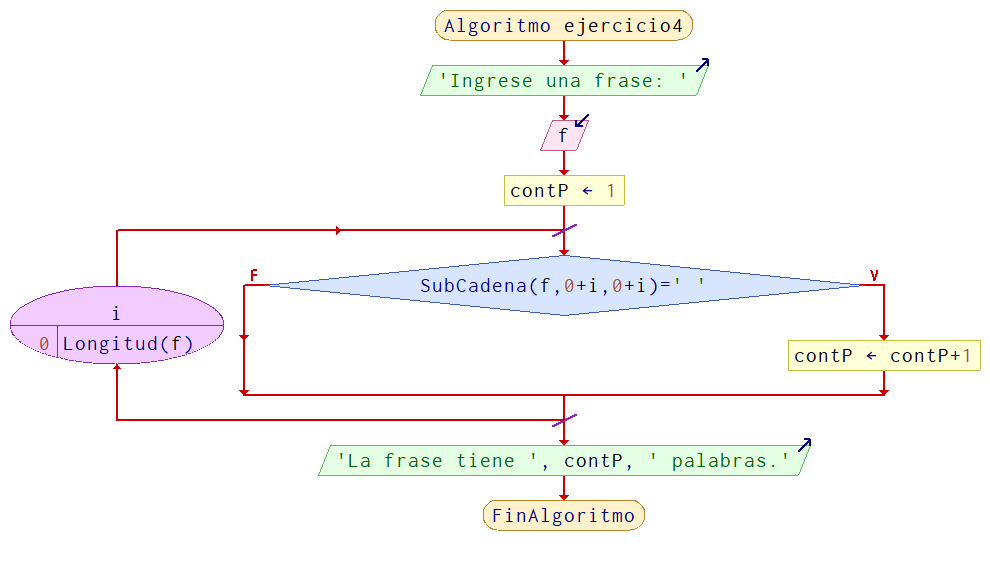 Algoritmo ejercicio4
'Ingrese una frase: '
f
contP ← 1
F
V
SubCadena(f,0+i,0+i)=' '
i
0 Longitud(f)
contP ← contP+1
'La frase tiene ', contP, ' palabras.'
FinAlgoritmo